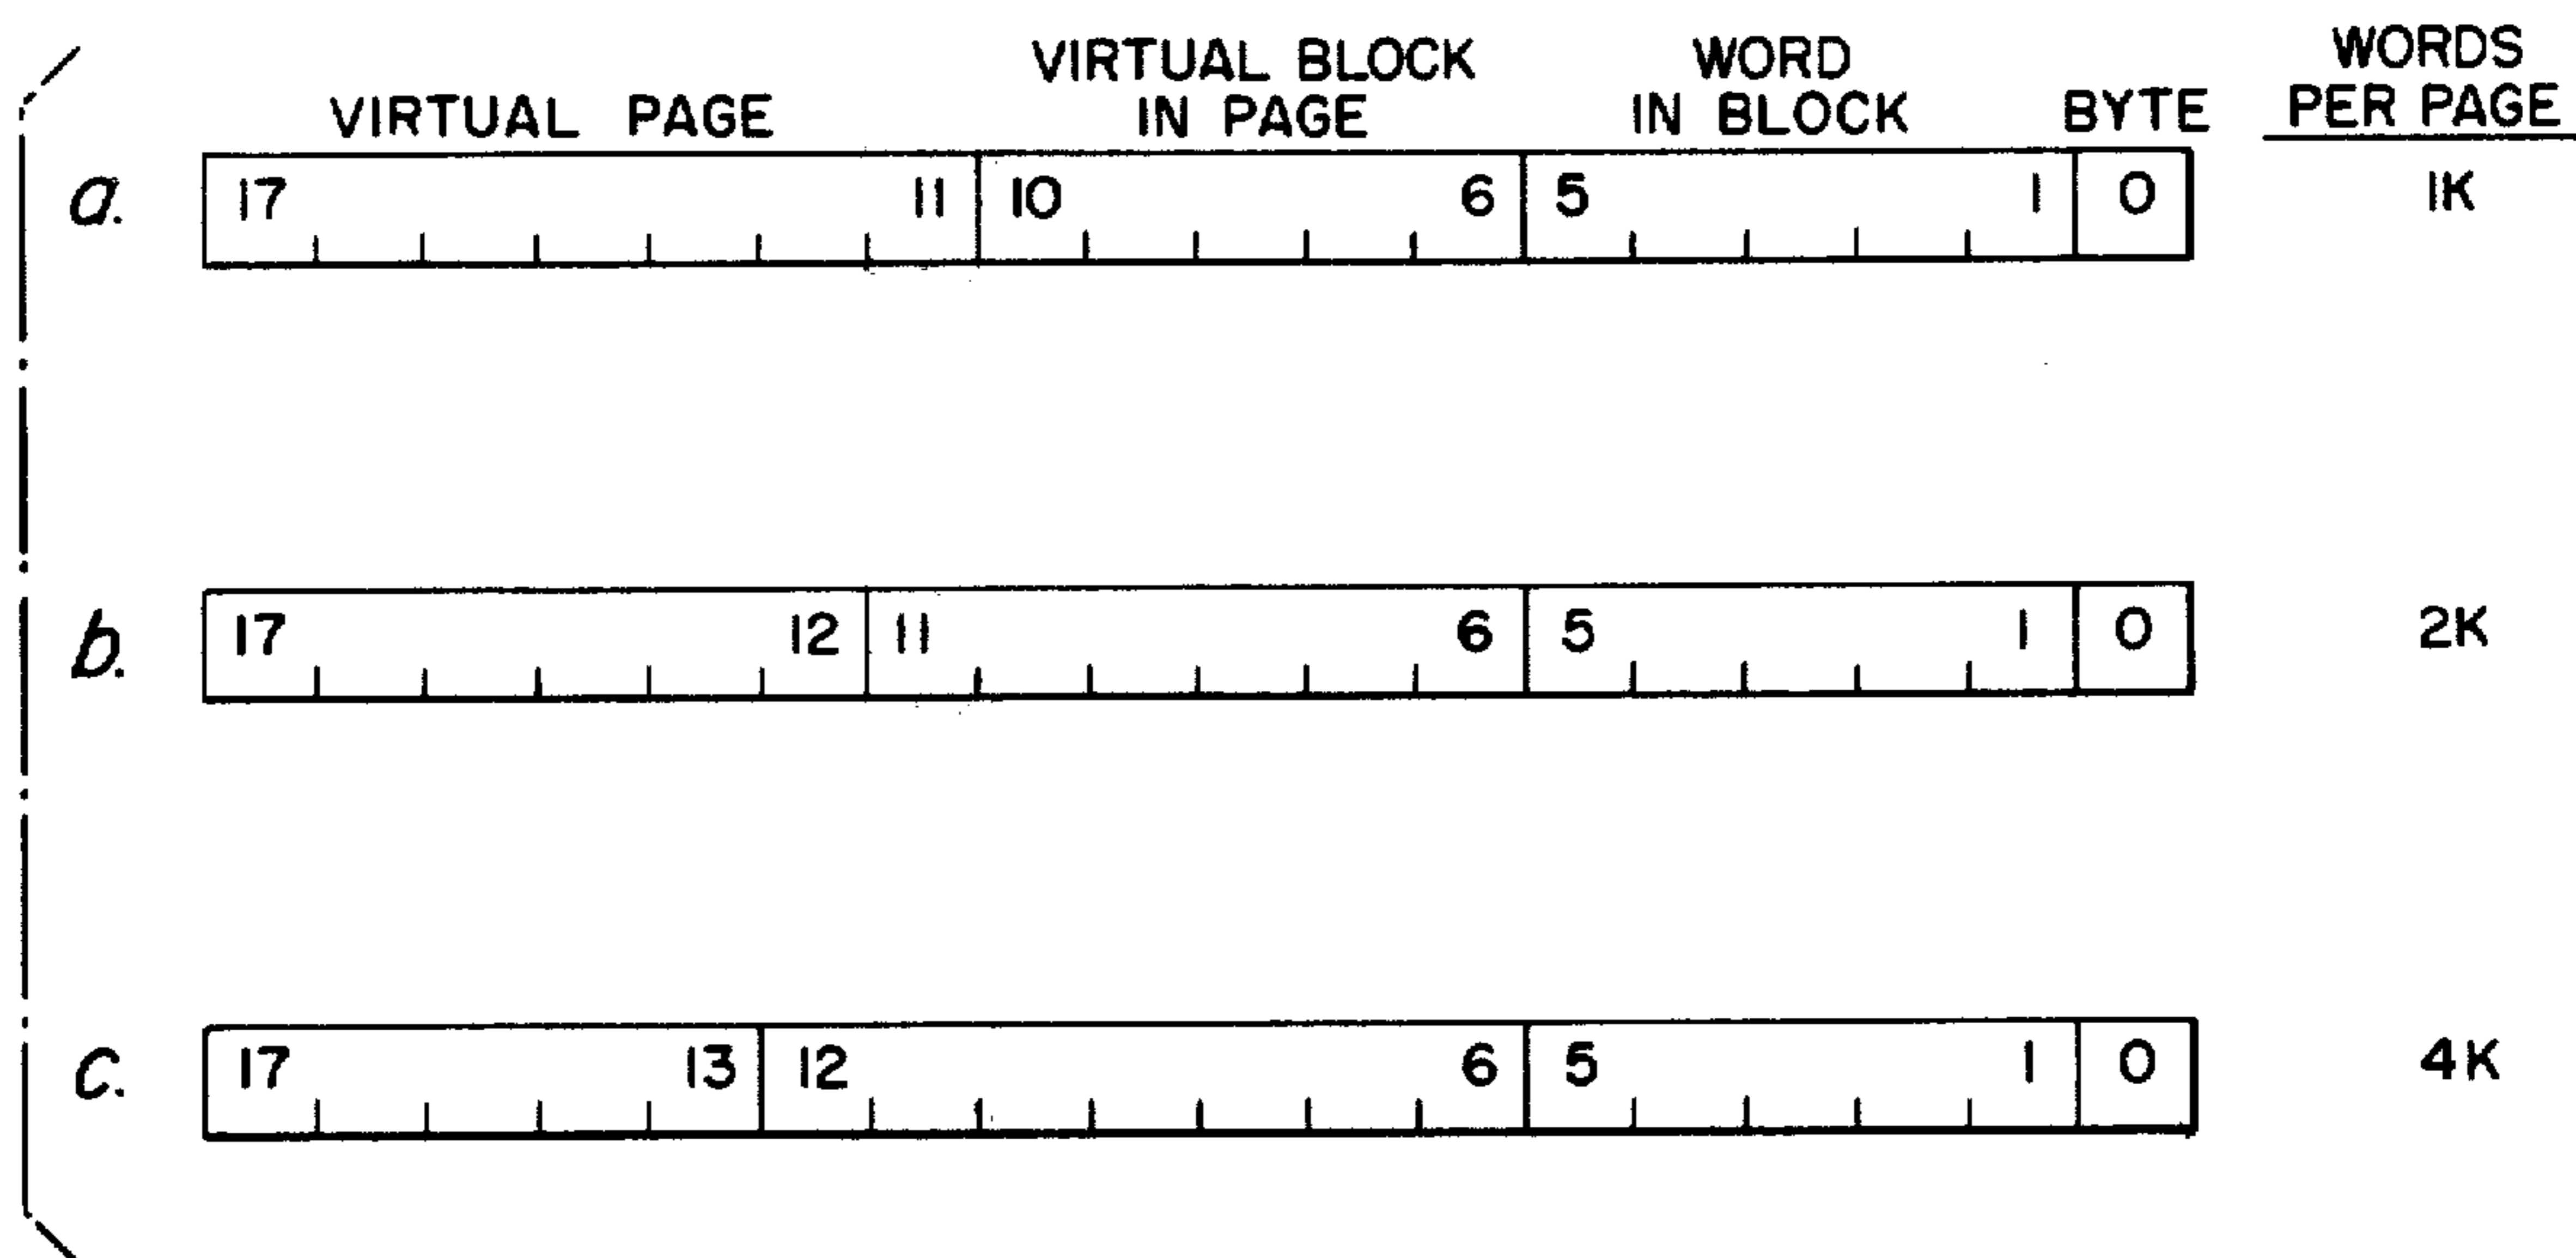 VIRTUAL PAGE
VIRTUAL BLOCK
IN PAGE
WORD
IN BLOCK
BYTE
WORDS
PER PAGE
a. 17 11 10 6 5 1 0 1K
b. 17 12 11 6 5 1 0 2K
c. 17 13 12 6 5 1 0 4K